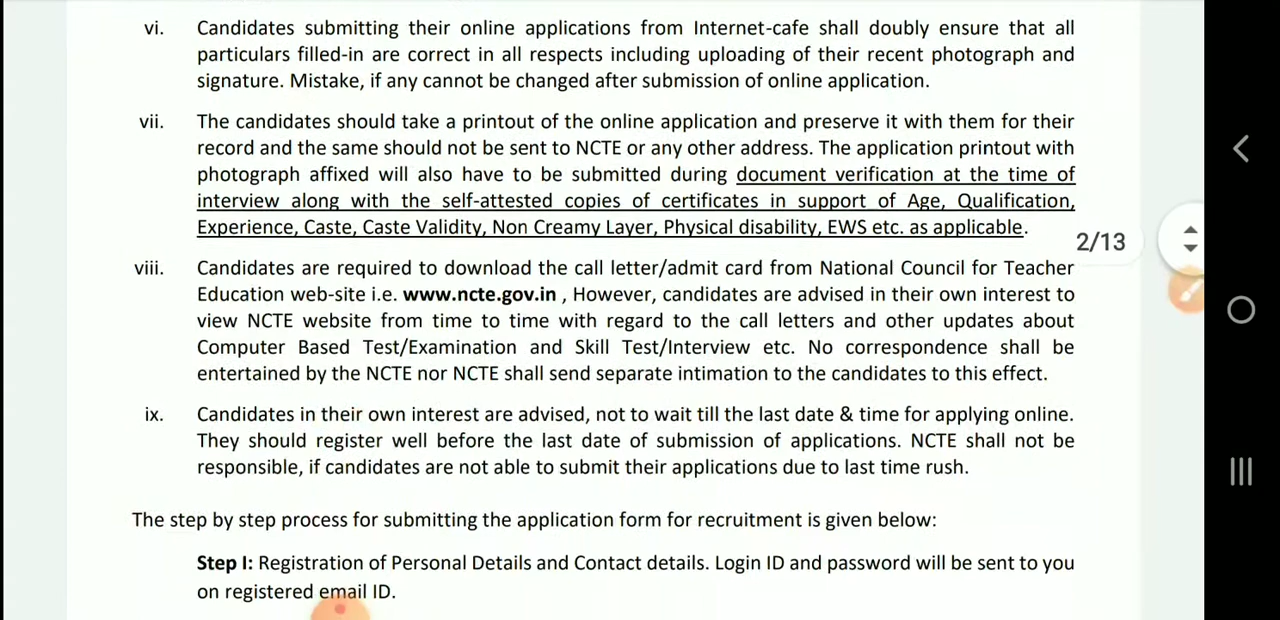 vi. Candidates submitting their online applications from Internet-cafe shall doubly ensure that all
particulars filled-in are correct in all respects including uploading of their recent photograph and
signature. Mistake, if any cannot be changed after submission of online application.
vii. The candidates should take a printout of the online application and preserve it with them for their
record and the same should not be sent to NCTE or any other address. The application printout with
photograph affixed will also have to be submitted during document verification at the time of
interview along with the self-attested copies of certificates in support of Age, Qualification,
Experience, Caste, Caste Validity, Non Creamy Layer, Physical disability, EWS etc. as applicable.
2/13
viii. Candidates are required to download the call letter/admit card from National Council for Teacher
Education web-site i.e. www.ncte.gov.in , However, candidates are advised in their own interest to
view NCTE website from time to time with regard to the call letters and other updates about
Computer Based Test/Examination and Skill Test/Interview etc. No correspondence shall be
entertained by the NCTE nor NCTE shall send separate intimation to the candidates to this effect.
ix. Candidates in their own interest are advised, not to wait till the last date & time for applying online.
They should register well before the last date of submission of applications. NCTE shall not be
responsible, if candidates are not able to submit their applications due to last time rush.
The step by step process for submitting the application form for recruitment is given below:
Step I: Registration of Personal Details and Contact details. Login ID and password will be sent to you
on registered email ID.